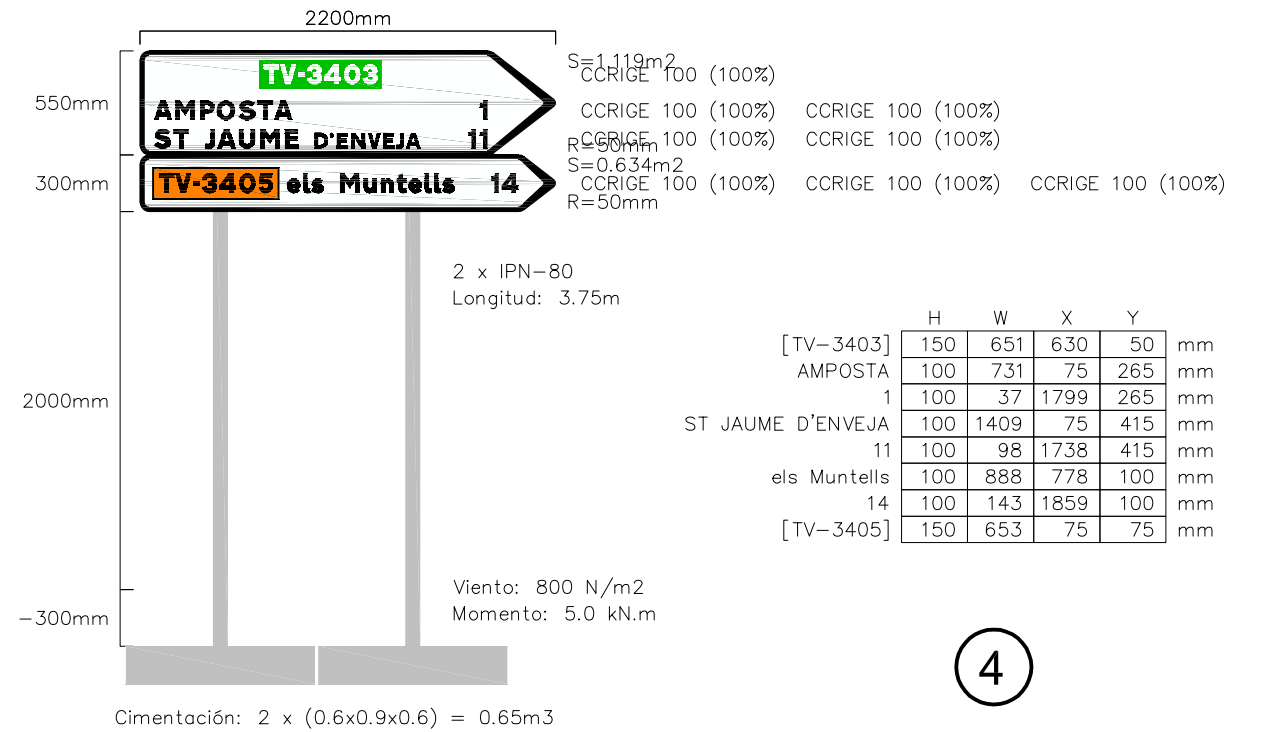 2200mm
TV-3403
S=1.119m2
CCRIGE 100 (100%)
550mm
AMPOSTA 1
CCRIGE 100 (100%) CCRIGE 100 (100%)
ST JAUME D'ENVEJA 11
CCRIGE 100 (100%) CCRIGE 100 (100%)
R=50mm
S=0.634m2
300mm
TV-3405 els Muntells 14
CCRIGE 100 (100%) CCRIGE 100 (100%) CCRIGE 100 (100%)
R=50mm
2 x IPN-80
Longitud: 3.75m
H W X Y
[TV-3403] 150 651 630 50 mm
AMPOSTA 100 731 75 265 mm
1 100 37 1799 265 mm
ST JAUME D'ENVEJA 100 1409 75 415 mm
11 100 98 1738 415 mm
els Muntells 100 888 778 100 mm
14 100 143 1859 100 mm
[TV-3405] 150 653 75 75 mm
2000mm
Viento: 800 N/m2
Momento: 5.0 kN.m
-300mm
4
Cimentación: 2 x (0.6x0.9x0.6) = 0.65m3